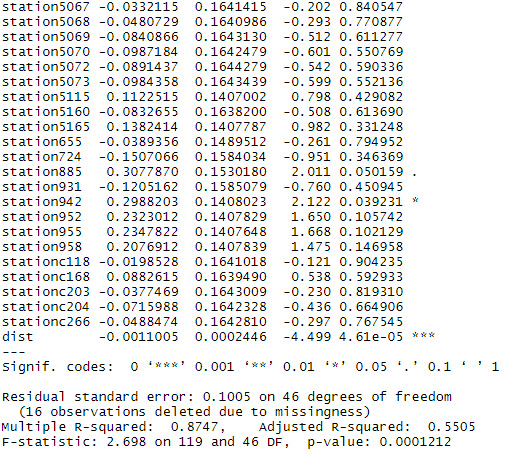 station5067 -0.0332115  0.1641415  -0.202 0.840547
station5068 -0.0480729  0.1640986  -0.293 0.770877
station5069 -0.0840866  0.1643130  -0.512 0.611277
station5070 -0.0987184  0.1642479  -0.601 0.550769
station5072 -0.0891437  0.1644279  -0.542 0.590336
station5073 -0.0984358  0.1643439  -0.599 0.552136
station5115  0.1122515  0.1407002   0.798 0.429082
station5160 -0.0832655  0.1638200  -0.508 0.613690
station5165  0.1382414  0.1407787   0.982 0.331248
station655  -0.0389356  0.1489512  -0.261 0.794952
station724  -0.1507066  0.1584034  -0.951 0.346369
station885   0.3077870  0.1530180   2.011 0.050159 .
station931  -0.1205162  0.1585079  -0.760 0.450945
station942   0.2988203  0.1408023   2.122 0.039231 *
station952   0.2323012  0.1407829   1.650 0.105742
station955   0.2347822  0.1407648   1.668 0.102129
station958   0.2076912  0.1407839   1.475 0.146958
stationc118 -0.0198528  0.1641018  -0.121 0.904235
stationc168  0.0882615  0.1639490   0.538 0.592933
stationc203 -0.0377469  0.1643009  -0.230 0.819310
stationc204 -0.0715988  0.1642328  -0.436 0.664906
stationc266 -0.0488474  0.1642810  -0.297 0.767545
dist        -0.0011005  0.0002446  -4.499 4.61e-05 ***
---
Signif. codes:  0 ‘***’ 0.001 ‘**’ 0.01 ‘*’ 0.05 ‘.’ 0.1 ‘ ’ 1
Residual standard error: 0.1005 on 46 degrees of freedom
(16 observations deleted due to missingness)
Multiple R-squared:  0.8747,    Adjusted R-squared:  0.5505
F-statistic: 2.698 on 119 and 46 DF,  p-value: 0.0001212